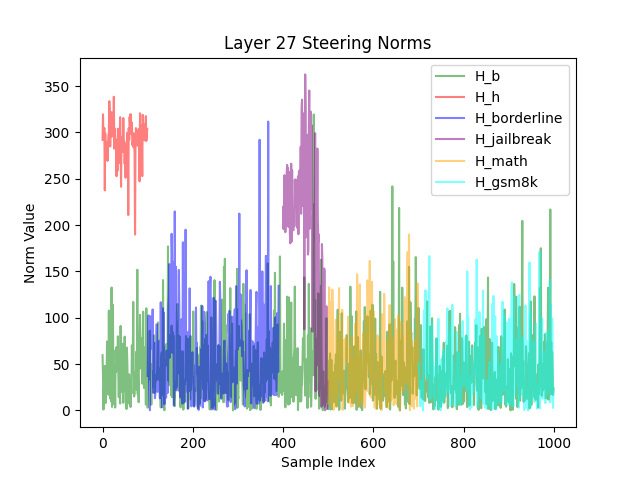 Layer 27 Steering Norms
Norm Value
350
300
250
200
150
100
50
0
H_b
H_h
H_borderline
H_jailbreak
H_math
H_gsm8k
0 200 400 600 800 1000
Sample Index